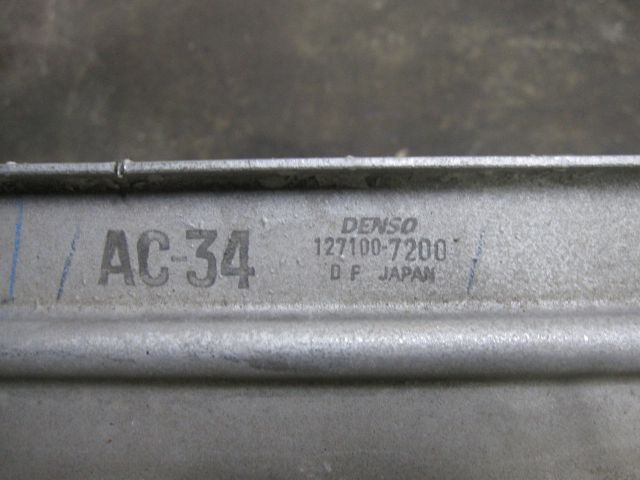 AC-34
DENSO
127100-7200
D F JAPAN